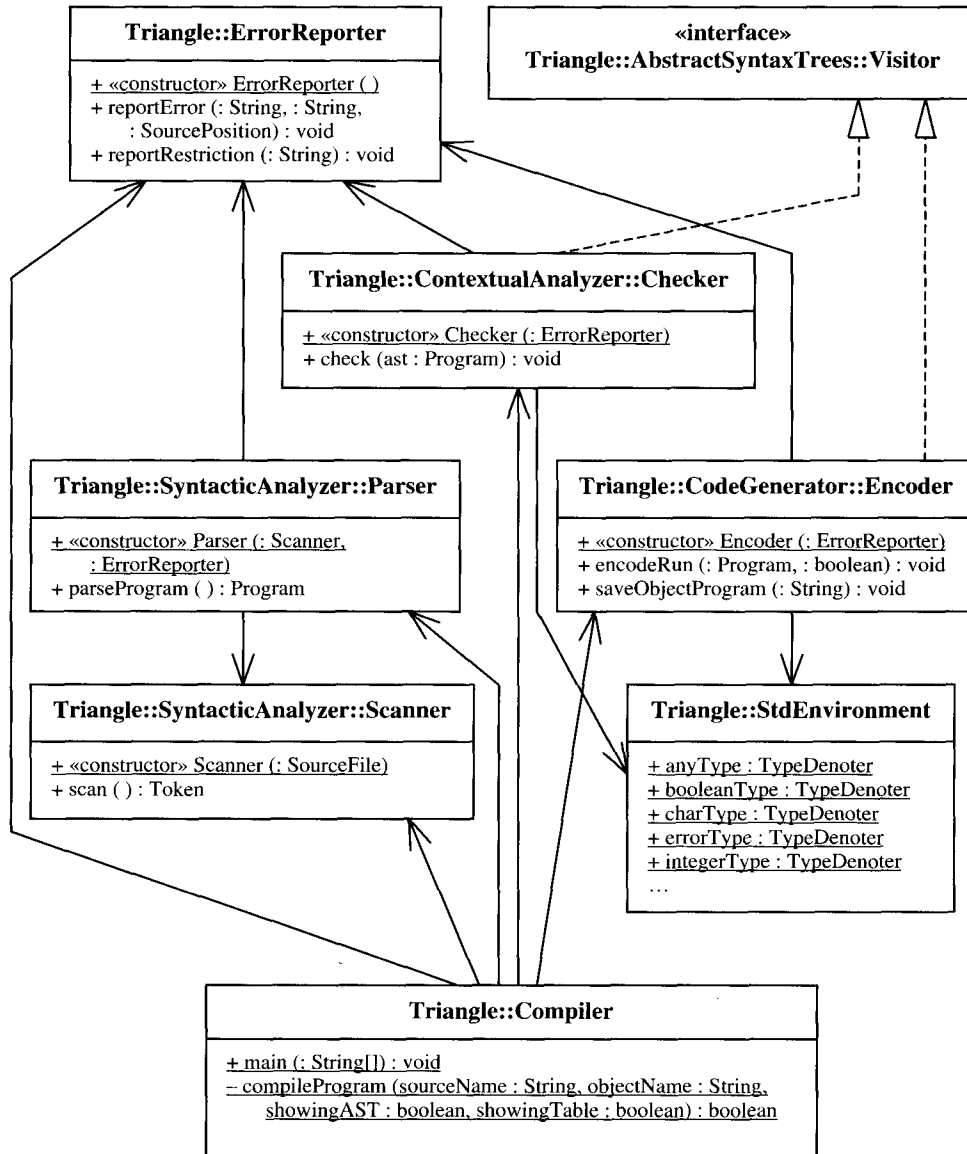 Triangle::ErrorReporter
+ «constructor» ErrorReporter ( )
+ reportError (: String, : String,
: SourcePosition) : void
+ reportRestriction (: String) : void
«interface»
Triangle::AbstractSyntaxTrees::Visitor
Triangle::ContextualAnalyzer::Checker
+ «constructor» Checker (: ErrorReporter)
+ check (ast : Program) : void
Triangle::SyntacticAnalyzer::Parser
+ «constructor» Parser (: Scanner,
: ErrorReporter)
+ parseProgram ( ) : Program
Triangle::CodeGenerator::Encoder
+ «constructor» Encoder (: ErrorReporter)
+ encodeRun (: Program, : boolean) : void
+ saveObjectProgram (: String) : void
Triangle::SyntacticAnalyzer::Scanner
+ «constructor» Scanner (: SourceFile)
+ scan ( ) : Token
Triangle::StdEnvironment
+ anyType : TypeDenoter
+ booleanType : TypeDenoter
+ charType : TypeDenoter
+ errorType : TypeDenoter
+ integerType : TypeDenoter
...
Triangle::Compiler
+ main (: String[]) : void
– compileProgram (sourceName : String, objectName : String,
showingAST : boolean, showingTable : boolean) : boolean